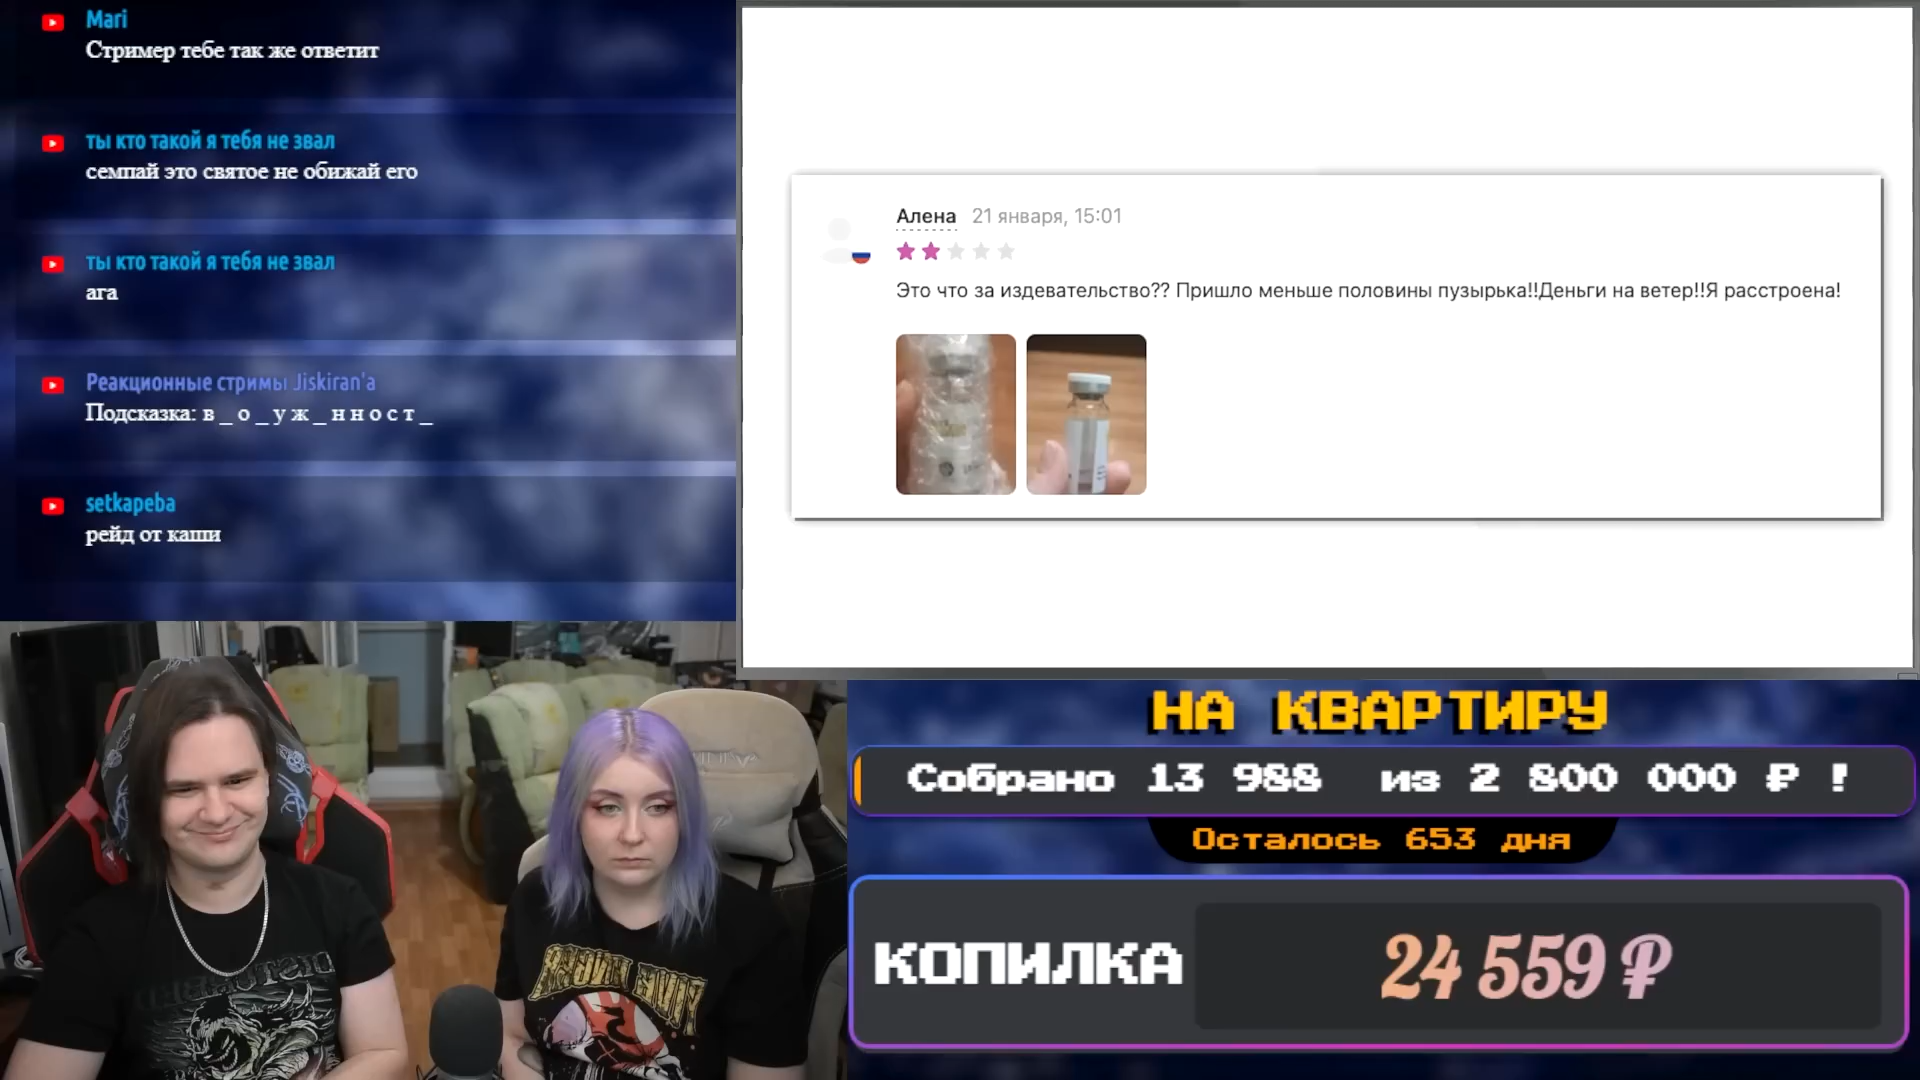 Mari
Стример тебе так же ответит
ты кто такой я тебя не звал
семпай это святое не обижай его
ты кто такой я тебя не звал
ага
Реакционные стримы Jiskiran'a
Подсказка: в _ о _ у ж _ н н о с т _
setkapeba
рейд от каши
Алена 21 января, 15:01
Это что за издевательство?? Пришло меньше половины пузырька!!Деньги на ветер!!Я расстроена!
НА КВАРТИРУ
Собрано 13 988 из 2 800 000 ₽ !
Осталось 653 дня
КОПИЛКА
24 559 ₽